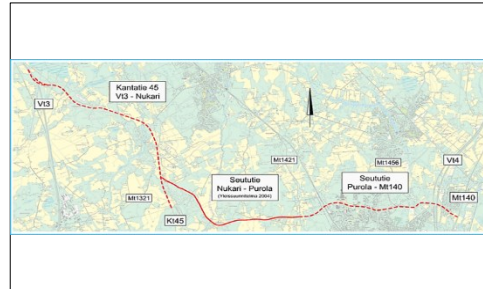 Kantatie 45
Vt3 - Nukari
Vt3
Mt1421
Mt1456
Vt4
Seututie
Nukari - Purola
(Yleissuunnitelma 2004)
Seututie
Purola - Mt140
Mt1321
Kt45
Mt140